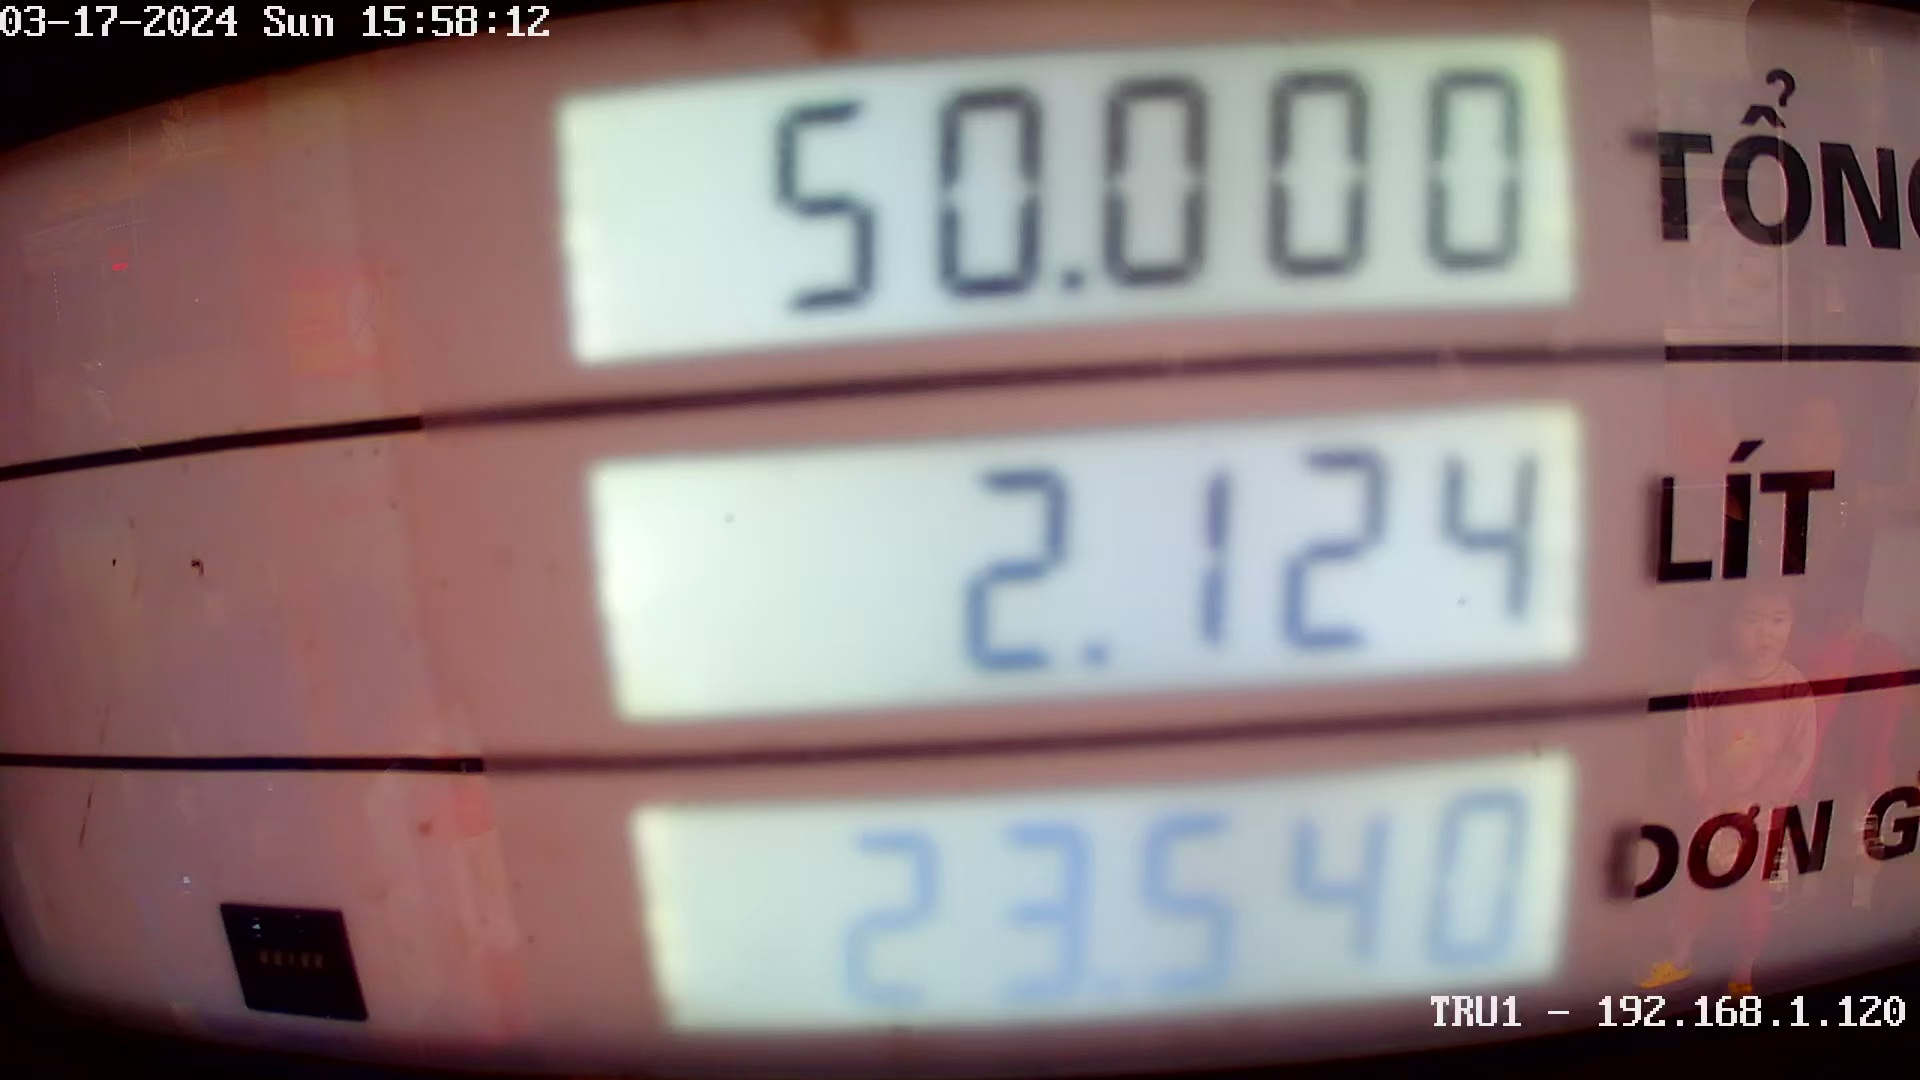 03-17-2024 Sun 15:58:12
50.000 TỔNG
2.124 LÍT
23.540 ĐƠN G
TRU1 - 192.168.1.120